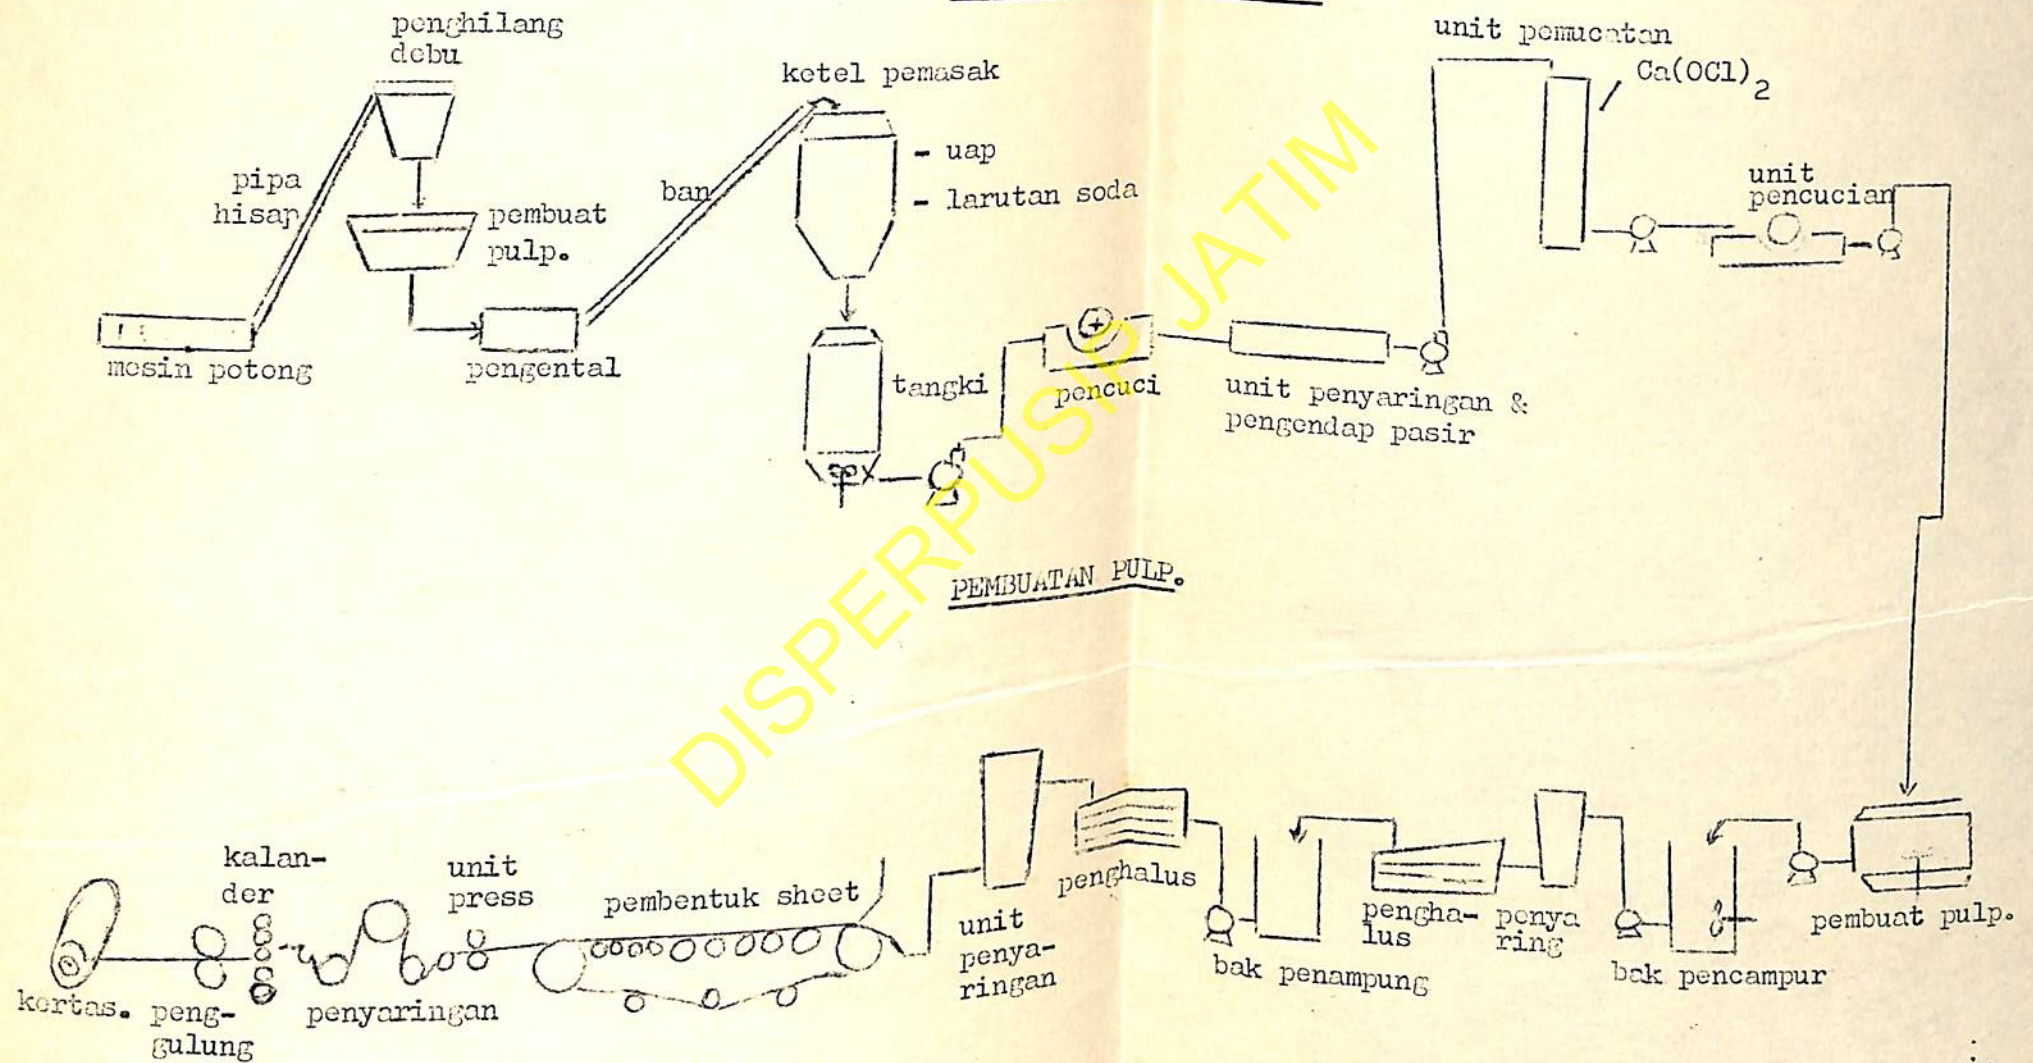 penghilang
debu
pipa
hisap
pembuat
pulp.
mesin potong
pengental
ban
ketel pemasak
- uap
- larutan soda
tangki
pencuci
unit penyaringan &
pengendap pasir
unit pemucatan
Ca(OCl)2
unit
pencucian
PEMBUATAN PULP.
pembuat pulp.
bak pencampur
penya
ring
pengha-
lus
bak penampung
penghalus
unit
penya-
ringan
pembentuk sheet
unit
press
penyaringan
kalan-
der
peng-
gulung
kertas.
DISPERPUSIP JATIM